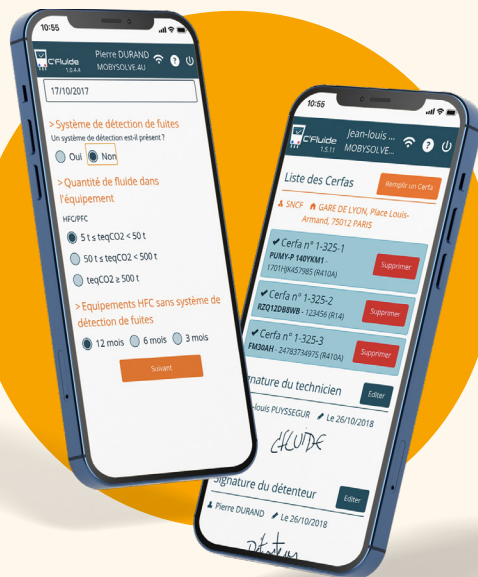 10:55
C'Fluide
1.0.4.4
Pierre DURAND
MOBYSOLVE.4U
17/10/2017
> Système de détection de fuites
Un système de détection est-il présent ?
Oui Non
> Quantité de fluide dans
l'équipement
HFC/PFC
5 t ≤ teqCO2 < 50 t
50 t ≤ teqCO2 < 500 t
teqCO2 ≥ 500 t
> Equipements HFC sans système de
détection de fuites
12 mois 6 mois 3 mois
Suivant
10:55
C'Fluide
1.5.11
Jean-louis ...
MOBYSOLVE...
Liste des Cerfas
Remplir un Cerfa
SNCF GARE DE LYON, Place Louis-
Armand, 75012 PARIS
Cerfa n° 1-325-1
PUMY-P 140YKM1 -
1701HJK457985 (R410A)
Supprimer
Cerfa n° 1-325-2
RZQ12DB8WB - 123456 (R14)
Supprimer
Cerfa n° 1-325-3
FM30AH - 24783734975 (R410A)
Supprimer
gnature du technicien
Editer
-louis PUYSSEGUR Le 26/10/2018
CFLUIDE
Signature du détenteur
Editer
Pierre DURAND Le 26/10/2018